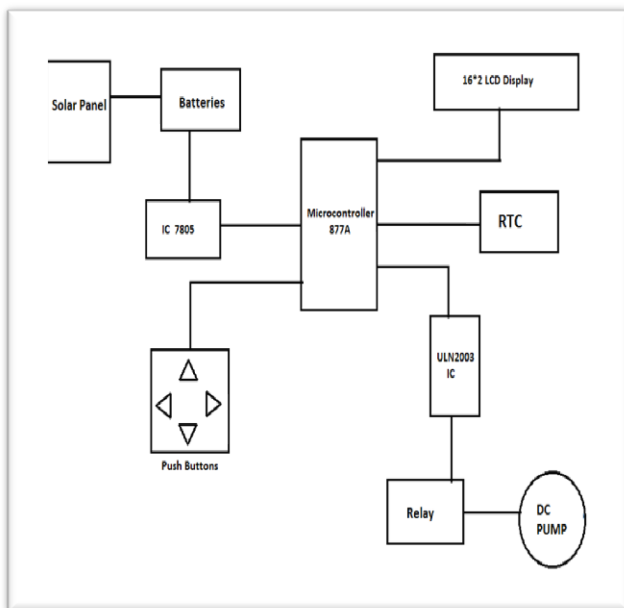 16*2 LCD Display
Solar Panel
Batteries
Microcontroller
877A
IC 7805
RTC
ULN2003
IC
Push Buttons
Relay
DC
PUMP